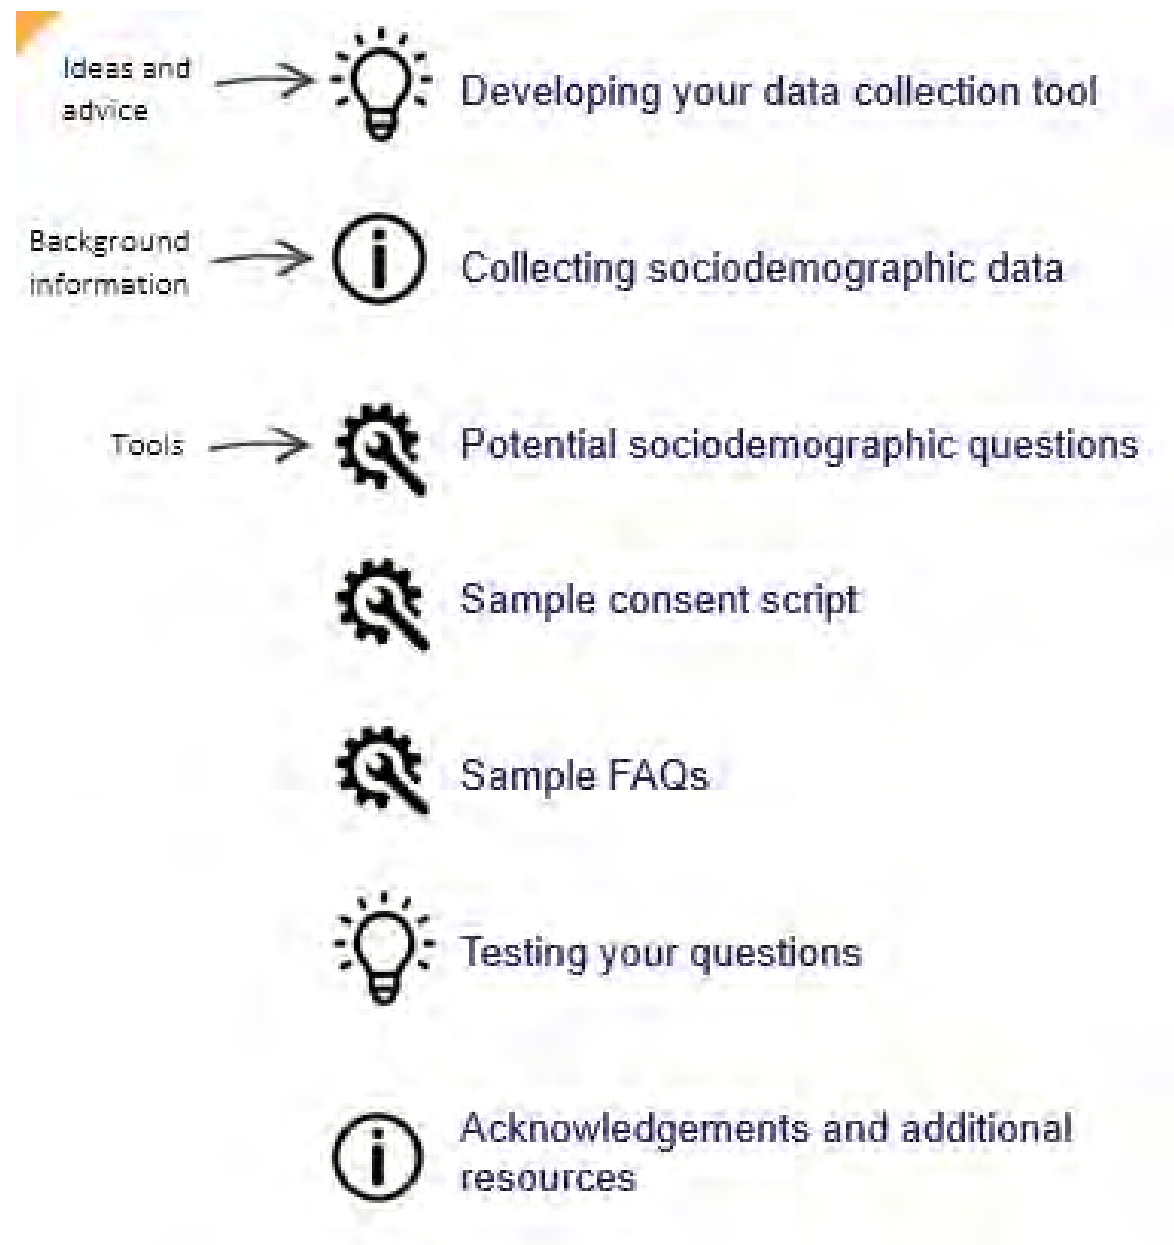 Ideas and
advice
Developing your data collection tool
Background
information
Collecting sociodemographic data
Tools
Potential sociodemographic questions
Sample consent script
Sample FAQs
Testing your questions
Acknowledgements and additional
resources